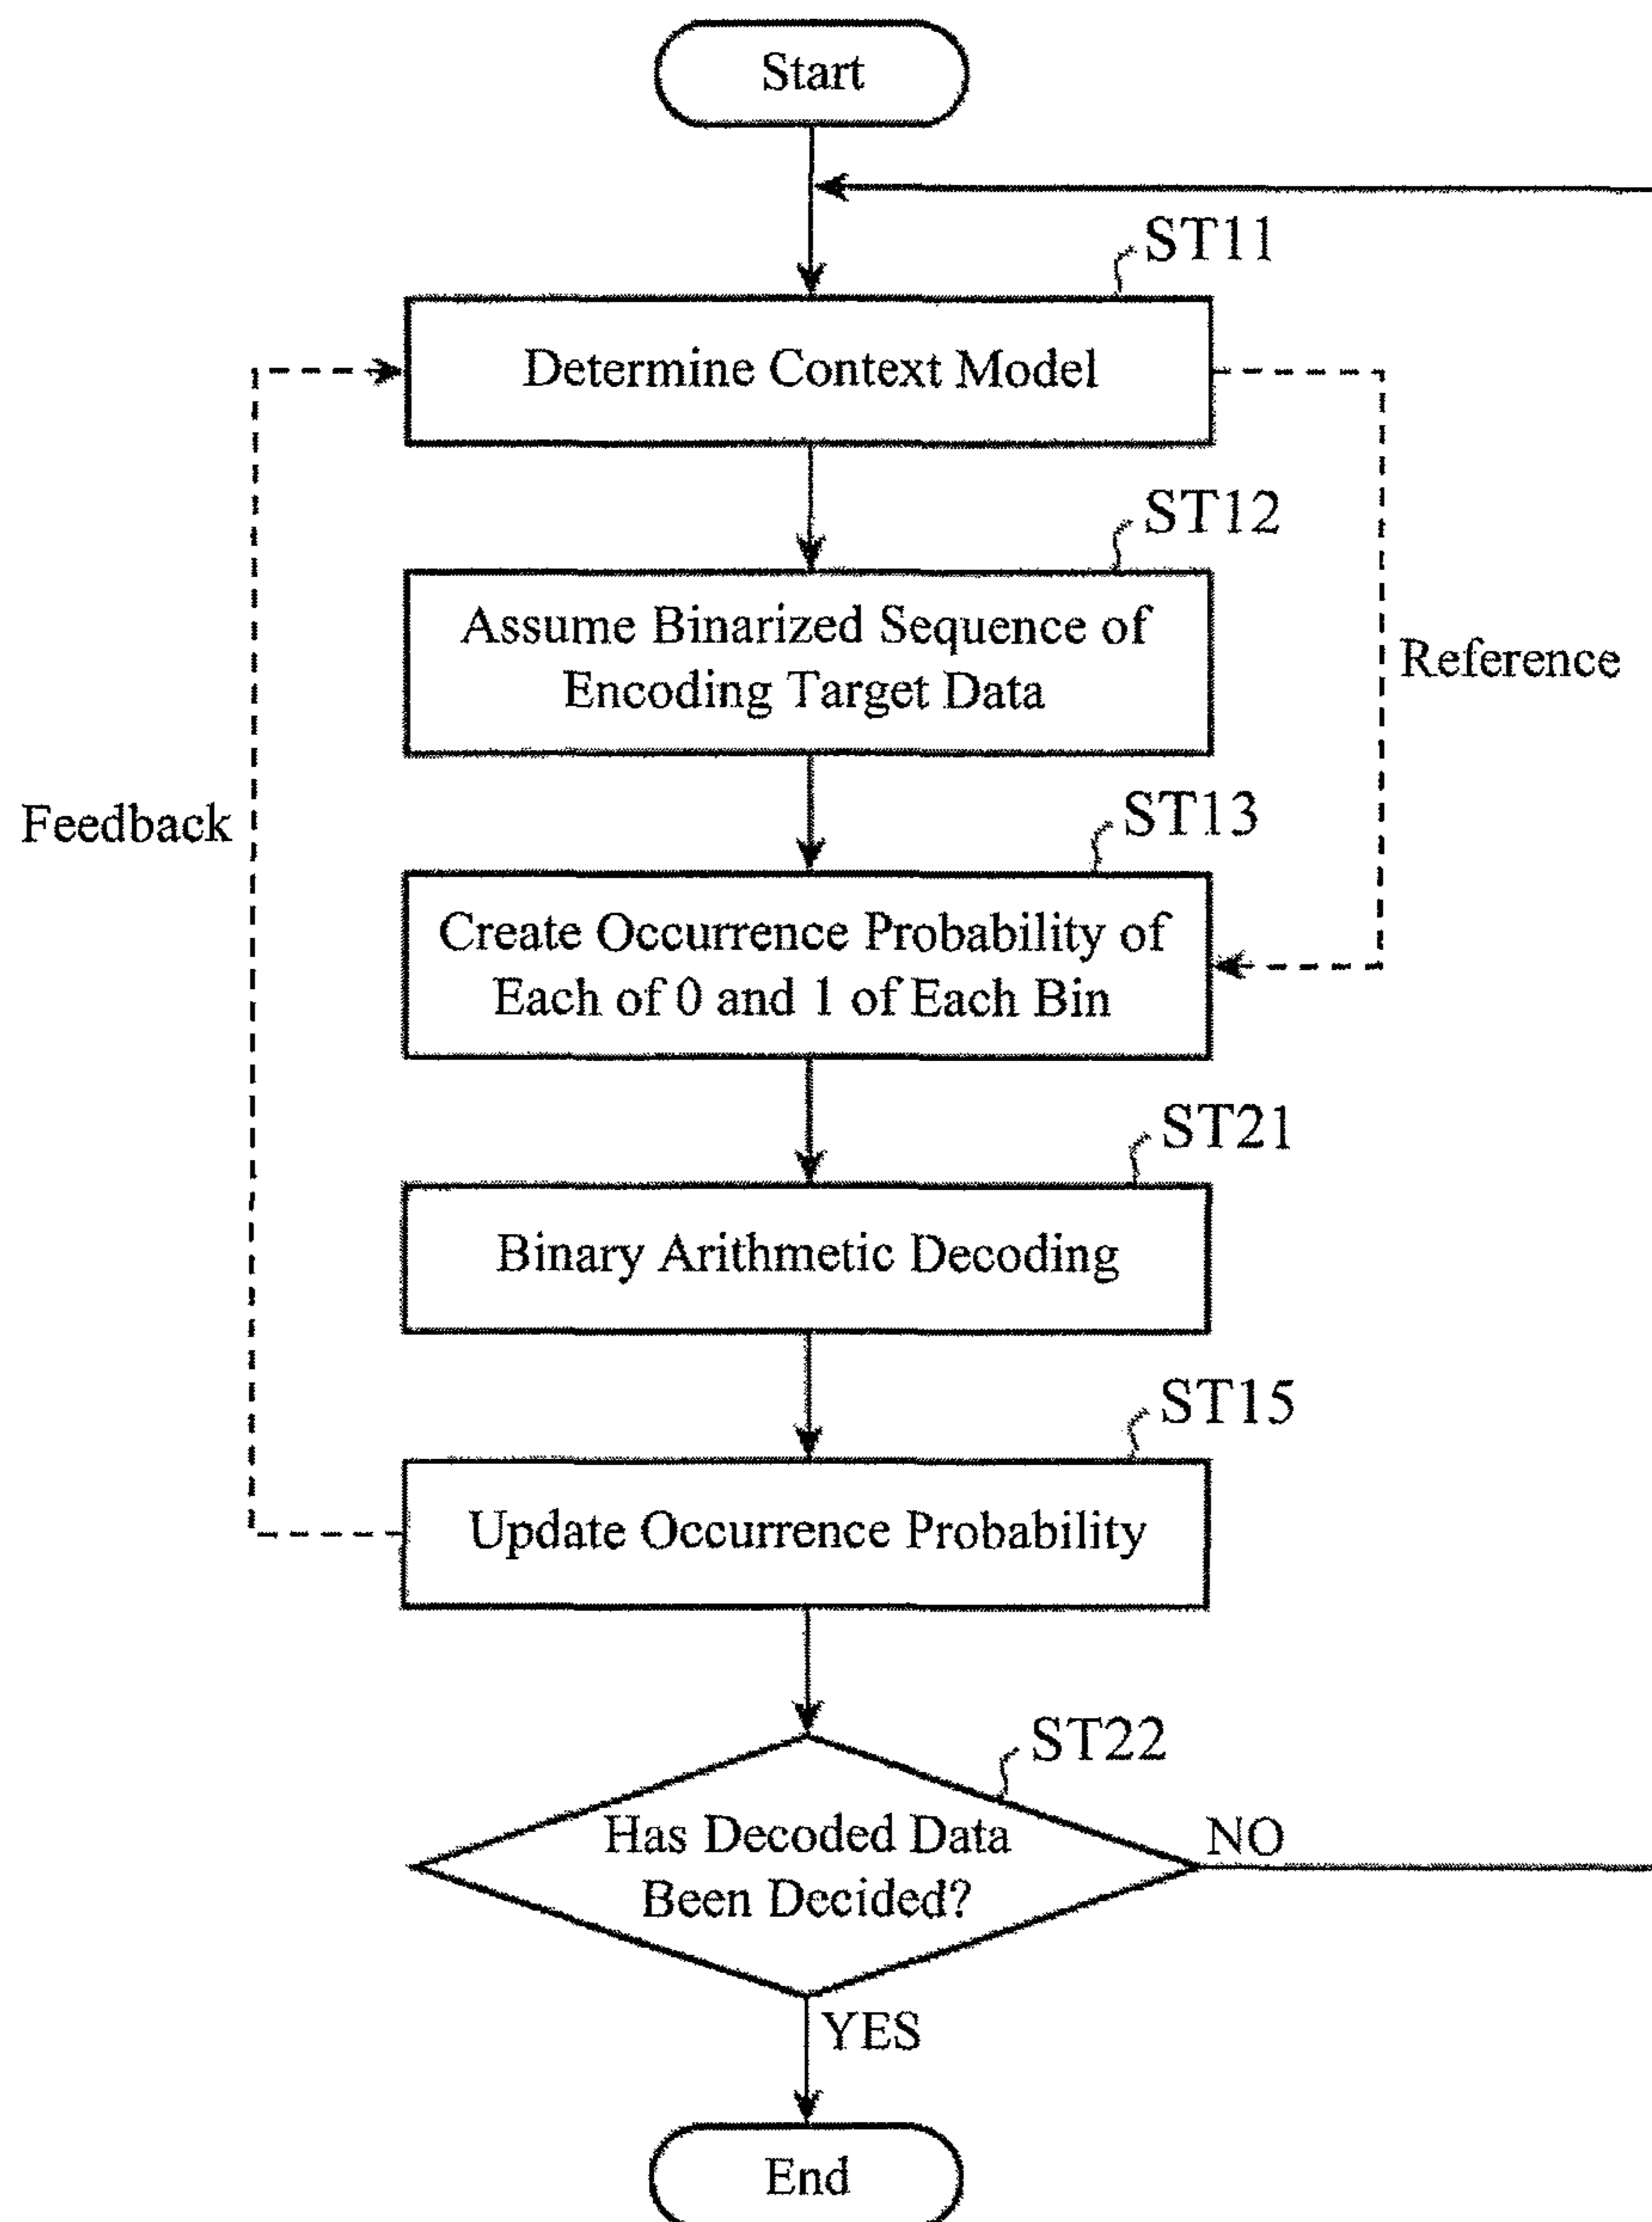 Start
ST11
Determine Context Model
ST12
Assume Binarized Sequence of
Encoding Target Data
Reference
Feedback
ST13
Create Occurrence Probability of
Each of 0 and 1 of Each Bin
ST21
Binary Arithmetic Decoding
ST15
Update Occurrence Probability
ST22
Has Decoded Data
Been Decided?
NO
YES
End